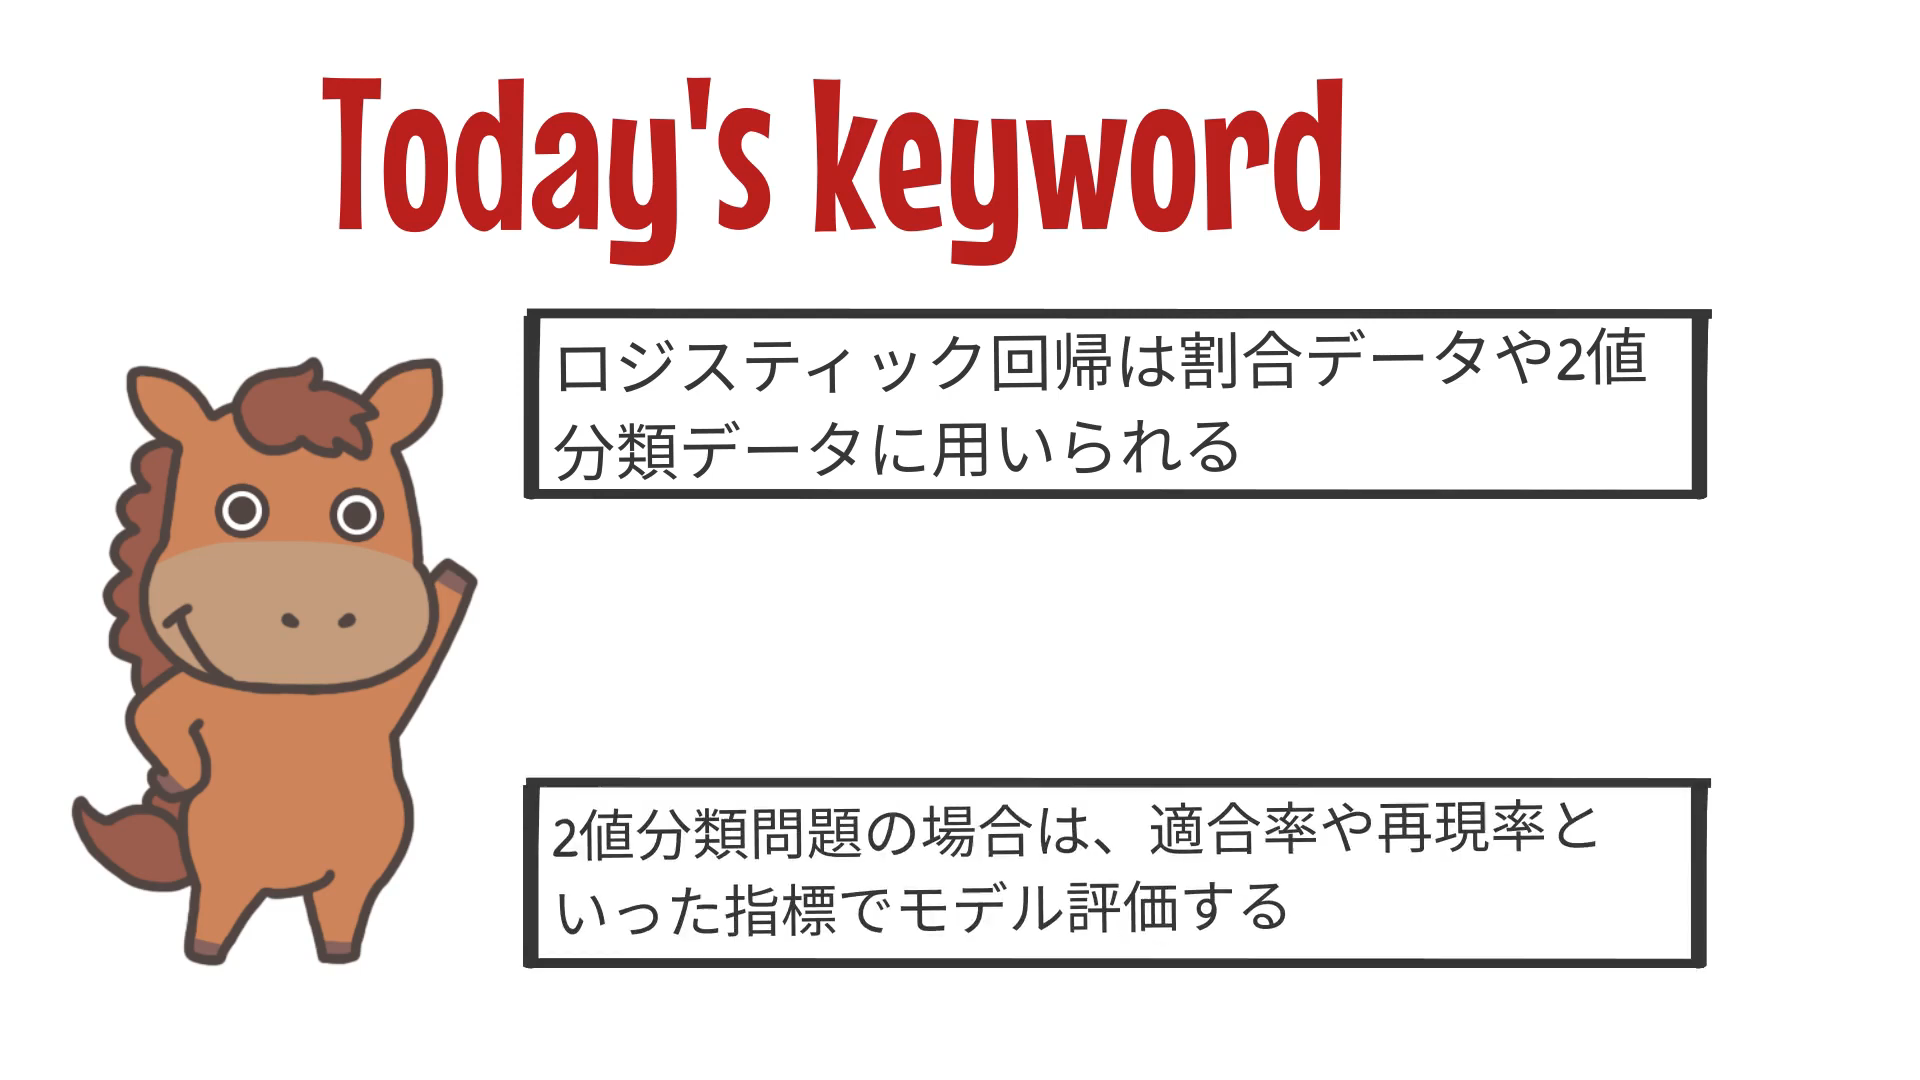 Today's keyword
ロジスティック回帰は割合データや2値
分類データに用いられる
2値分類問題の場合は、適合率や再現率と
いった指標でモデル評価する